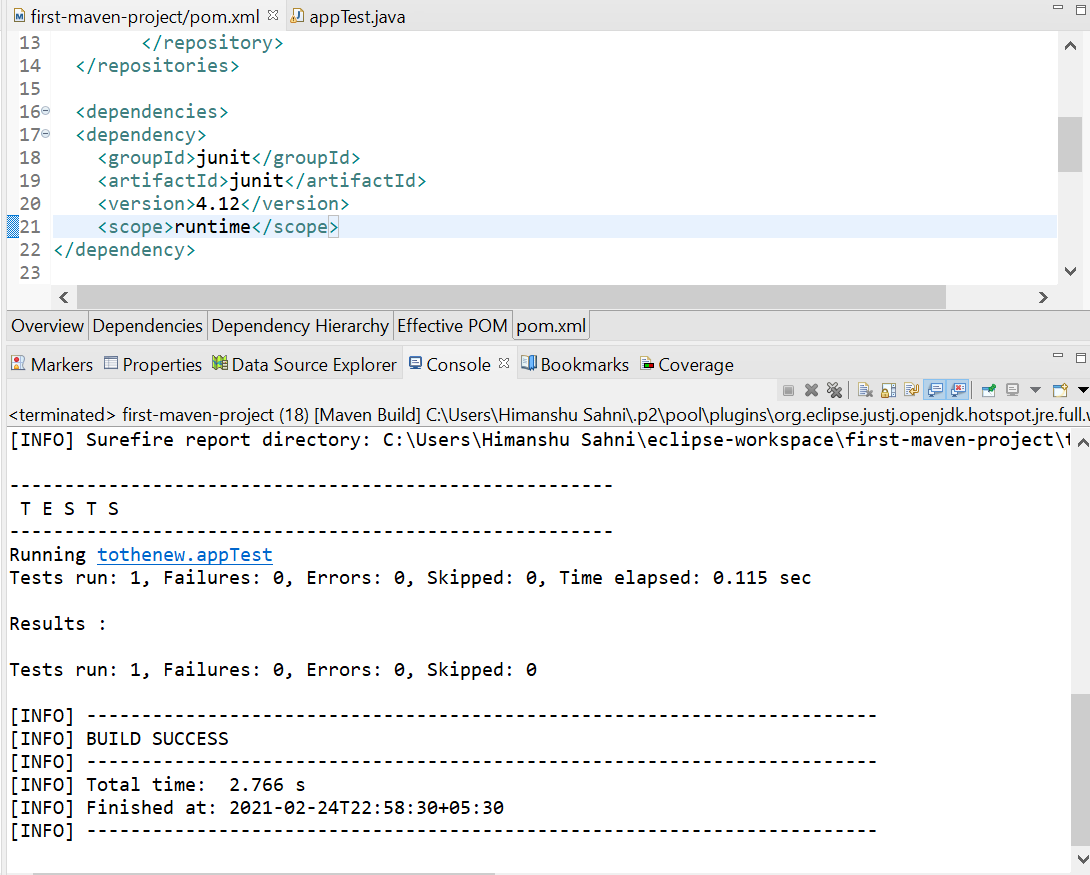 first-maven-project/pom.xml appTest.java
13 </repository>
14 </repositories>
15
16 <dependencies>
17 <dependency>
18 <groupId>junit</groupId>
19 <artifactId>junit</artifactId>
20 <version>4.12</version>
21 <scope>runtime</scope>
22 </dependency>
23
Overview Dependencies Dependency Hierarchy Effective POM pom.xml
Markers Properties Data Source Explorer Console Bookmarks Coverage
<terminated> first-maven-project (18) [Maven Build] C:\Users\Himanshu Sahni\.p2\pool\plugins\org.eclipse.justj.openjdk.hotspot.jre.full.w
[INFO] Surefire report directory: C:\Users\Himanshu Sahni\eclipse-workspace\first-maven-project\t
-------------------------------------------------------
T E S T S
-------------------------------------------------------
Running tothenew.appTest
Tests run: 1, Failures: 0, Errors: 0, Skipped: 0, Time elapsed: 0.115 sec
Results :
Tests run: 1, Failures: 0, Errors: 0, Skipped: 0
[INFO] ------------------------------------------------------------------------
[INFO] BUILD SUCCESS
[INFO] ------------------------------------------------------------------------
[INFO] Total time:  2.766 s
[INFO] Finished at: 2021-02-24T22:58:30+05:30
[INFO] ------------------------------------------------------------------------